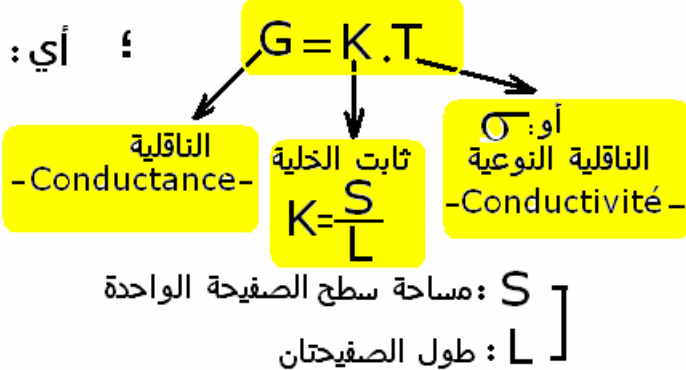 ؛ أي :
G = K . T
الناقلية
-Conductance-
ثابت الخلية
K = S / L
أو: σ
الناقلية النوعية
-Conductivité-
S : مساحة سطح الصفيحة الواحدة
L : طول الصفيحتان